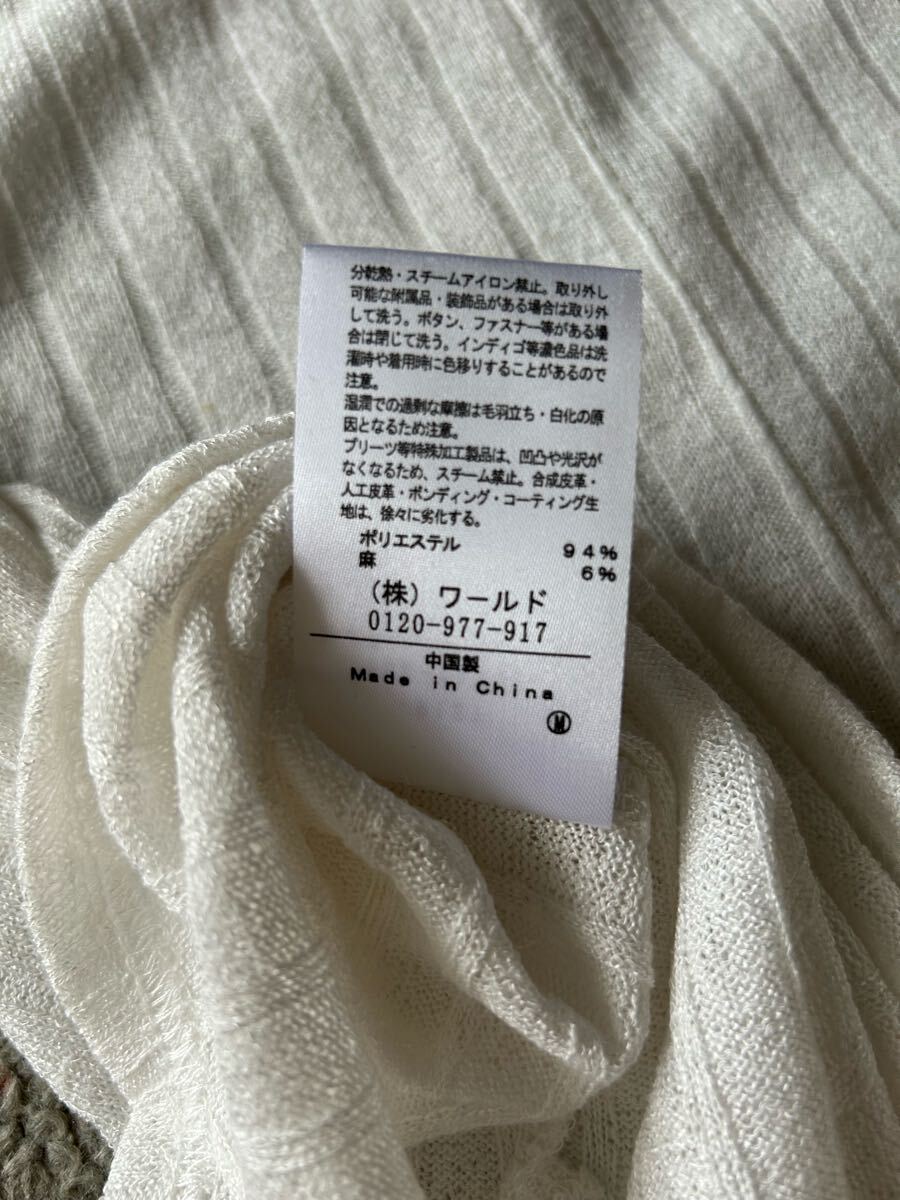 分乾熱・スチームアイロン禁止。取り外し
可能な附属品・装飾品がある場合は取り外
して洗う。ボタン、ファスナー等がある場
合は閉じて洗う。インディゴ等濃色品は洗
濯時や着用時に色移りすることがあるので
注意。
湿潤での過剰な摩擦は毛羽立ち・白化の原
因となるため注意。
プリーツ等特殊加工製品は、凹凸や光沢が
なくなるため、スチーム禁止。合成皮革・
人工皮革・ボンディング・コーティング生
地は、徐々に劣化する。
ポリエステル 94%
麻 6%
(株)ワールド
0120-977-917
中国製
Made in China
Ⓜ